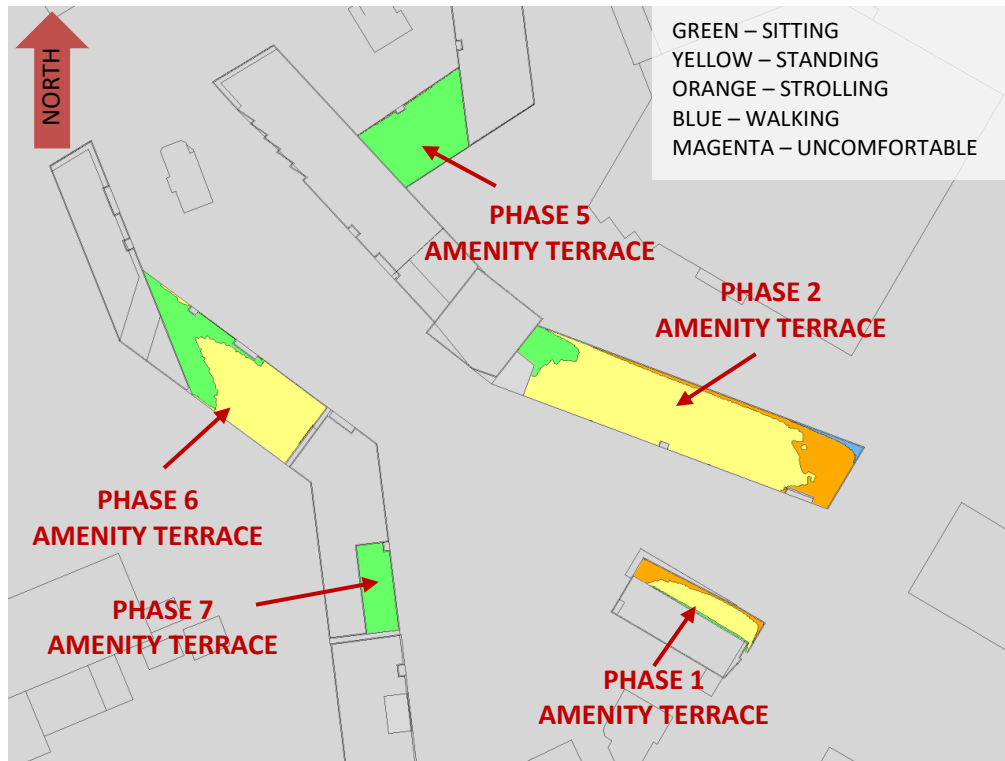 NORTH
GREEN – SITTING
YELLOW – STANDING
ORANGE – STROLLING
BLUE – WALKING
MAGENTA – UNCOMFORTABLE
PHASE 5
AMENITY TERRACE
PHASE 2
AMENITY TERRACE
PHASE 6
AMENITY TERRACE
PHASE 7
AMENITY TERRACE
PHASE 1
AMENITY TERRACE